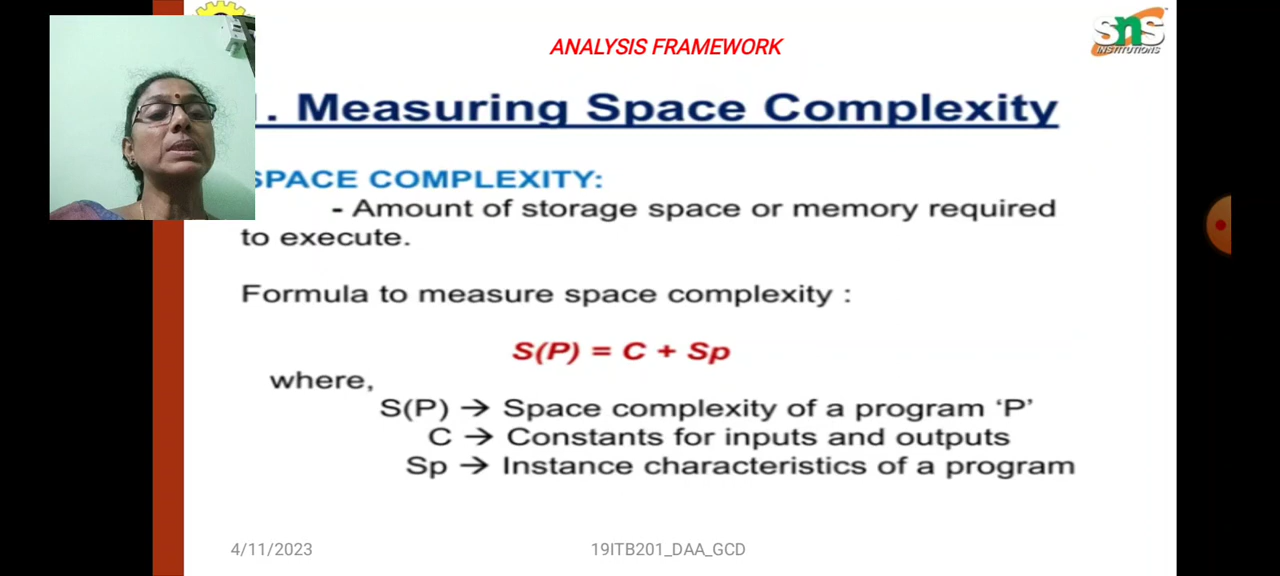 ANALYSIS FRAMEWORK
sns
INSTITUTIONS
. Measuring Space Complexity
SPACE COMPLEXITY:
- Amount of storage space or memory required
to execute.
Formula to measure space complexity :
S(P) = C + Sp
where,
S(P) → Space complexity of a program ‘P’
C → Constants for inputs and outputs
Sp → Instance characteristics of a program
4/11/2023 19ITB201_DAA_GCD